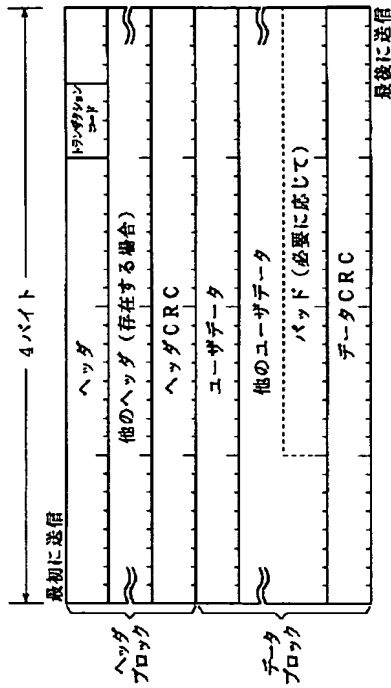 4バイト
最初に送信
ヘッダ
トランザクション
コード
他のヘッダ（存在する場合）
ヘッダCRC
ユーザデータ
他のユーザデータ
パッド（必要に応じて）
データCRC
ヘッダ
ブロック
データ
ブロック
最後に送信